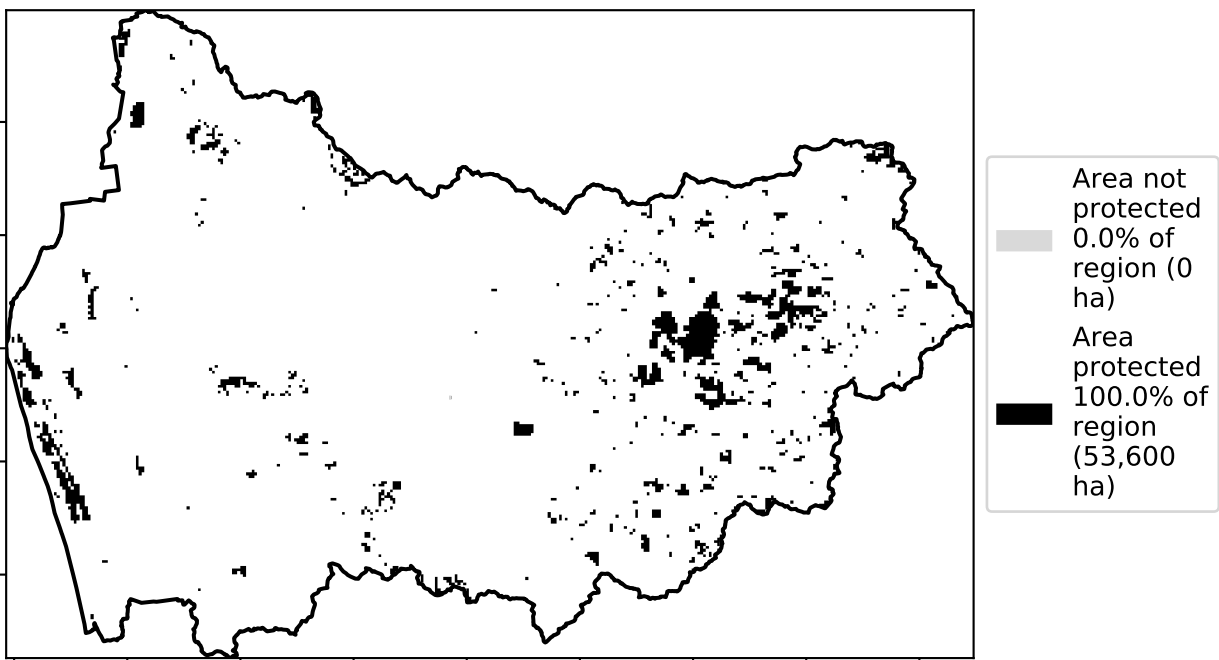 Area not
protected
0.0% of
region (0
ha)
Area
protected
100.0% of
region
(53,600
ha)